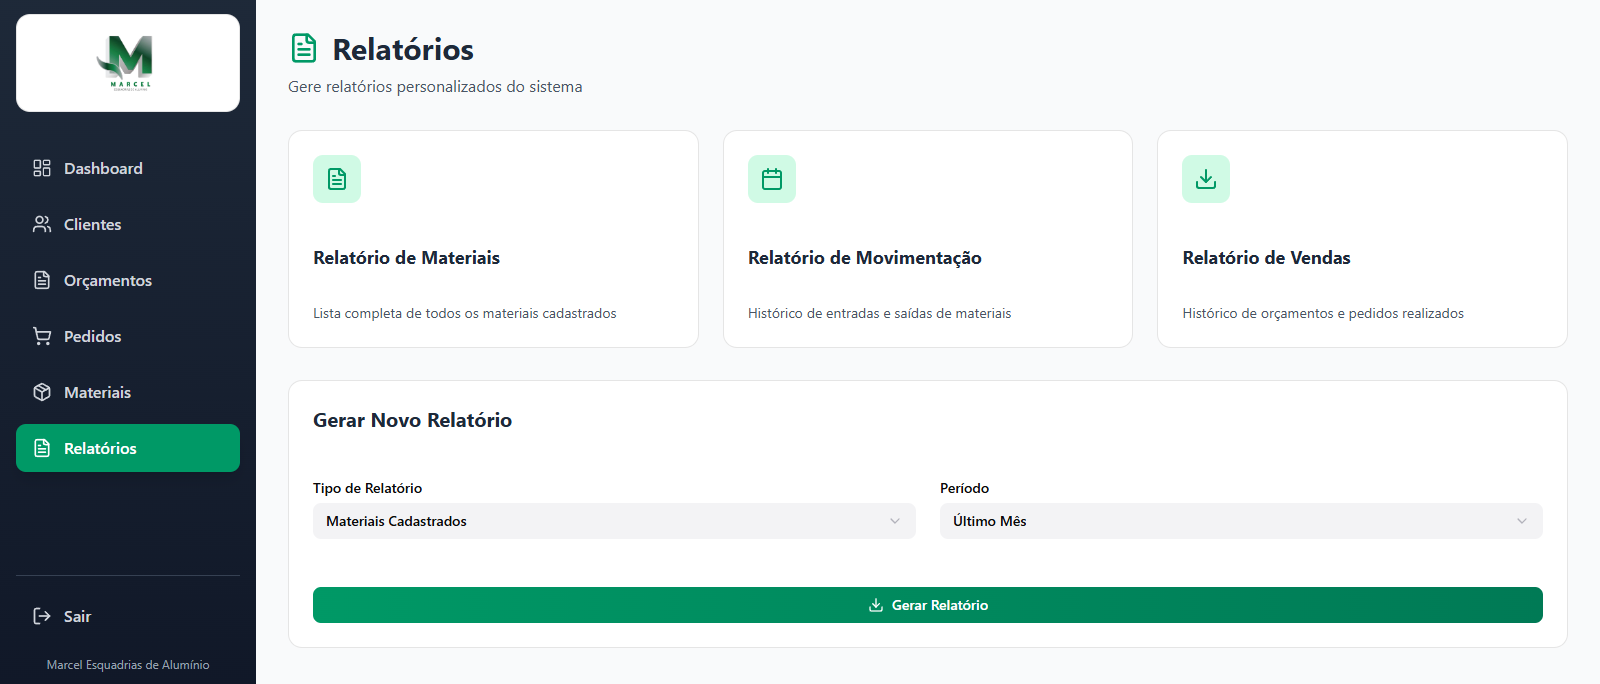 MARCEL
Dashboard
Clientes
Orçamentos
Pedidos
Materiais
Relatórios
Sair
Marcel Esquadrias de Alumínio
Relatórios
Gere relatórios personalizados do sistema
Relatório de Materiais
Lista completa de todos os materiais cadastrados
Relatório de Movimentação
Histórico de entradas e saídas de materiais
Relatório de Vendas
Histórico de orçamentos e pedidos realizados
Gerar Novo Relatório
Tipo de Relatório
Materiais Cadastrados
Período
Último Mês
Gerar Relatório